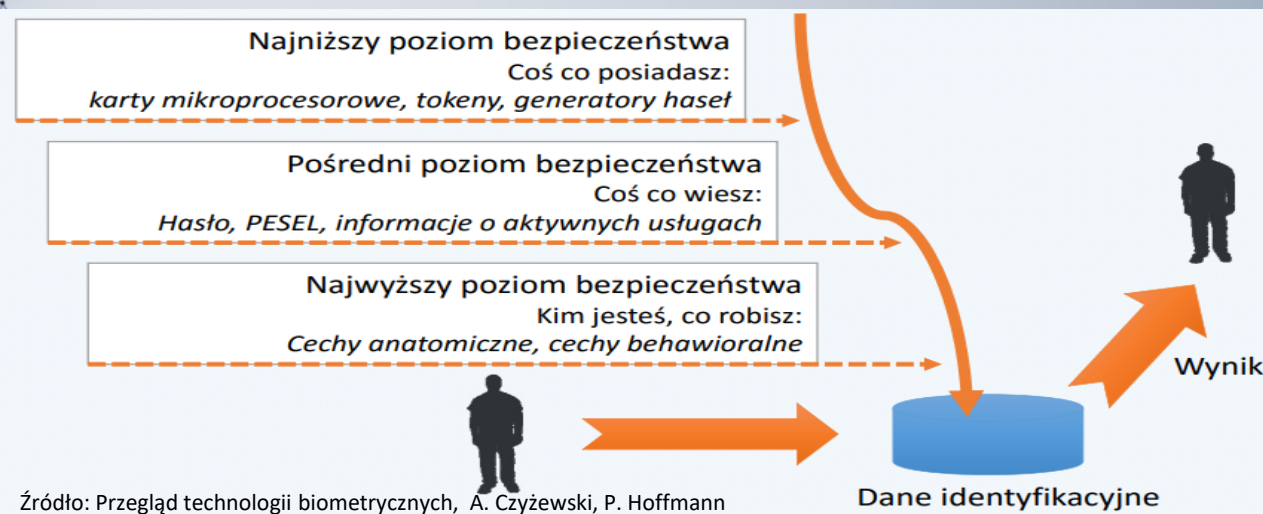 Najniższy poziom bezpieczeństwa
Coś co posiadasz:
karty mikroprocesorowe, tokeny, generatory haseł
Pośredni poziom bezpieczeństwa
Coś co wiesz:
Hasło, PESEL, informacje o aktywnych usługach
Najwyższy poziom bezpieczeństwa
Kim jesteś, co robisz:
Cechy anatomiczne, cechy behawioralne
Wynik
Dane identyfikacyjne
Źródło: Przegląd technologii biometrycznych, A. Czyżewski, P. Hoffmann